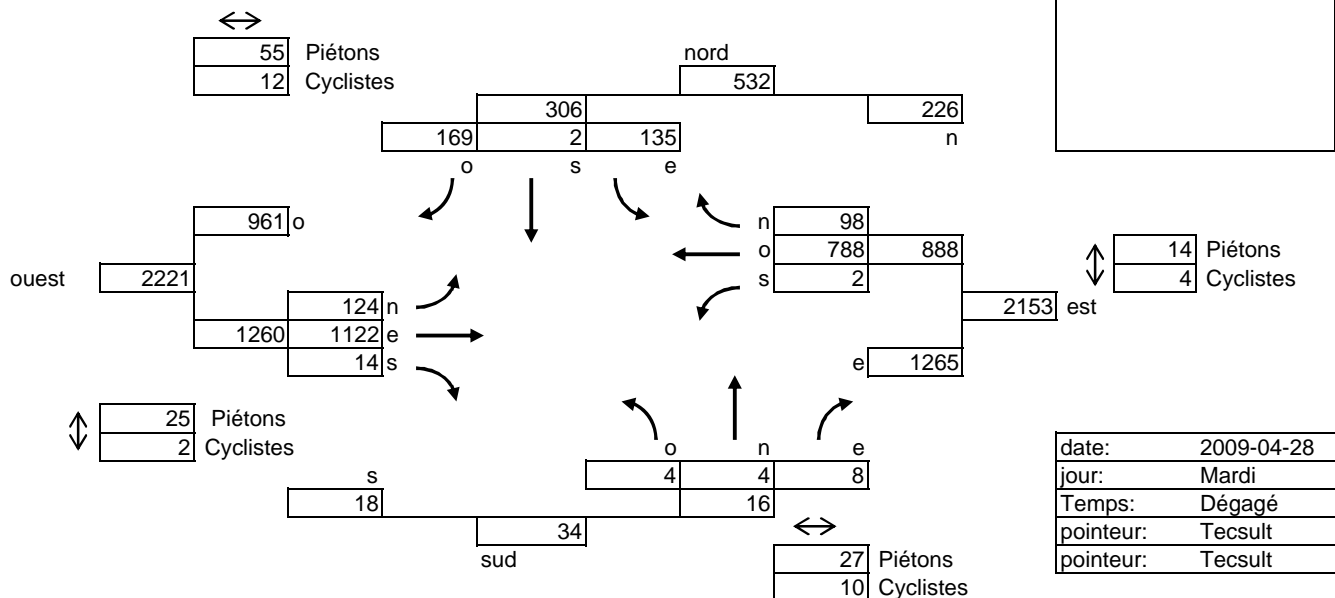 55 Piétons
12 Cyclistes
nord
532
306
226
169 2 135
n
o s e
961 o
n 98
o 788 888
s 2
14 Piétons
4 Cyclistes
ouest 2221
124 n
1260 1122 e
14 s
2153 est
e 1265
25 Piétons
2 Cyclistes
o n e
4 4 8
16
s
18
34
sud
27 Piétons
10 Cyclistes
date: 2009-04-28
jour: Mardi
Temps: Dégagé
pointeur: Tecsult
pointeur: Tecsult